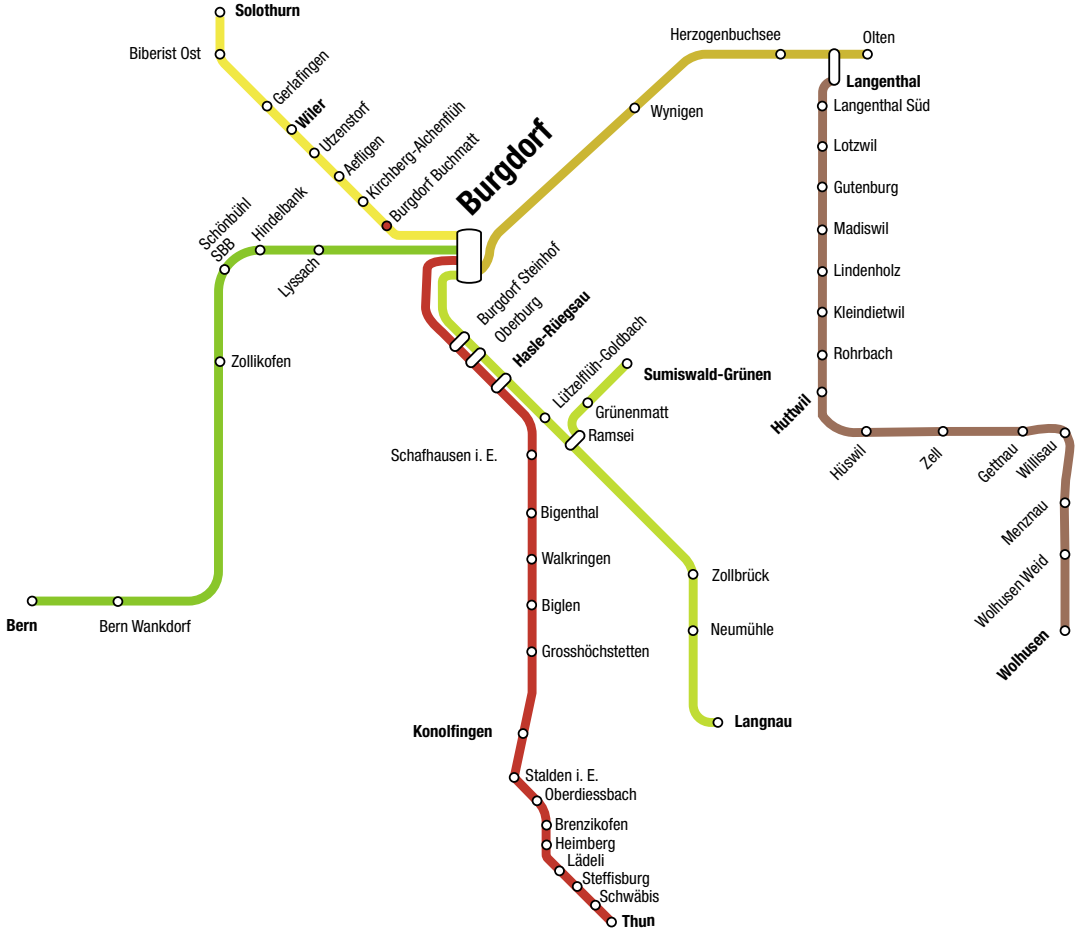 Solothurn
Biberist Ost
Gerlafingen
Wiler
Utzenstorf
Aefligen
Kirchberg-Alchenflüh
Burgdorf Buchmatt
Burgdorf
Herzogenbuchsee
Olten
Langenthal
Wynigen
Langenthal Süd
Lotzwil
Gutenburg
Madiswil
Lindenholz
Kleindietwil
Rohrbach
Huttwil
Hüswil
Zell
Gettnau
Willisau
Menznau
Wolhusen Weid
Wolhusen
Schönbühl
SBB
Hindelbank
Lyssach
Zollikofen
Bern
Bern Wankdorf
Burgdorf Steinhof
Oberburg
Hasle-Rüegsau
Lützelflüh-Goldbach
Sumiswald-Grünen
Grünenmatt
Ramsei
Zollbrück
Neumühle
Langnau
Schafhausen i. E.
Bigenthal
Walkringen
Biglen
Grosshöchstetten
Konolfingen
Stalden i. E.
Oberdiessbach
Brenzikofen
Heimberg
Lädeli
Steffisburg
Schwäbis
Thun